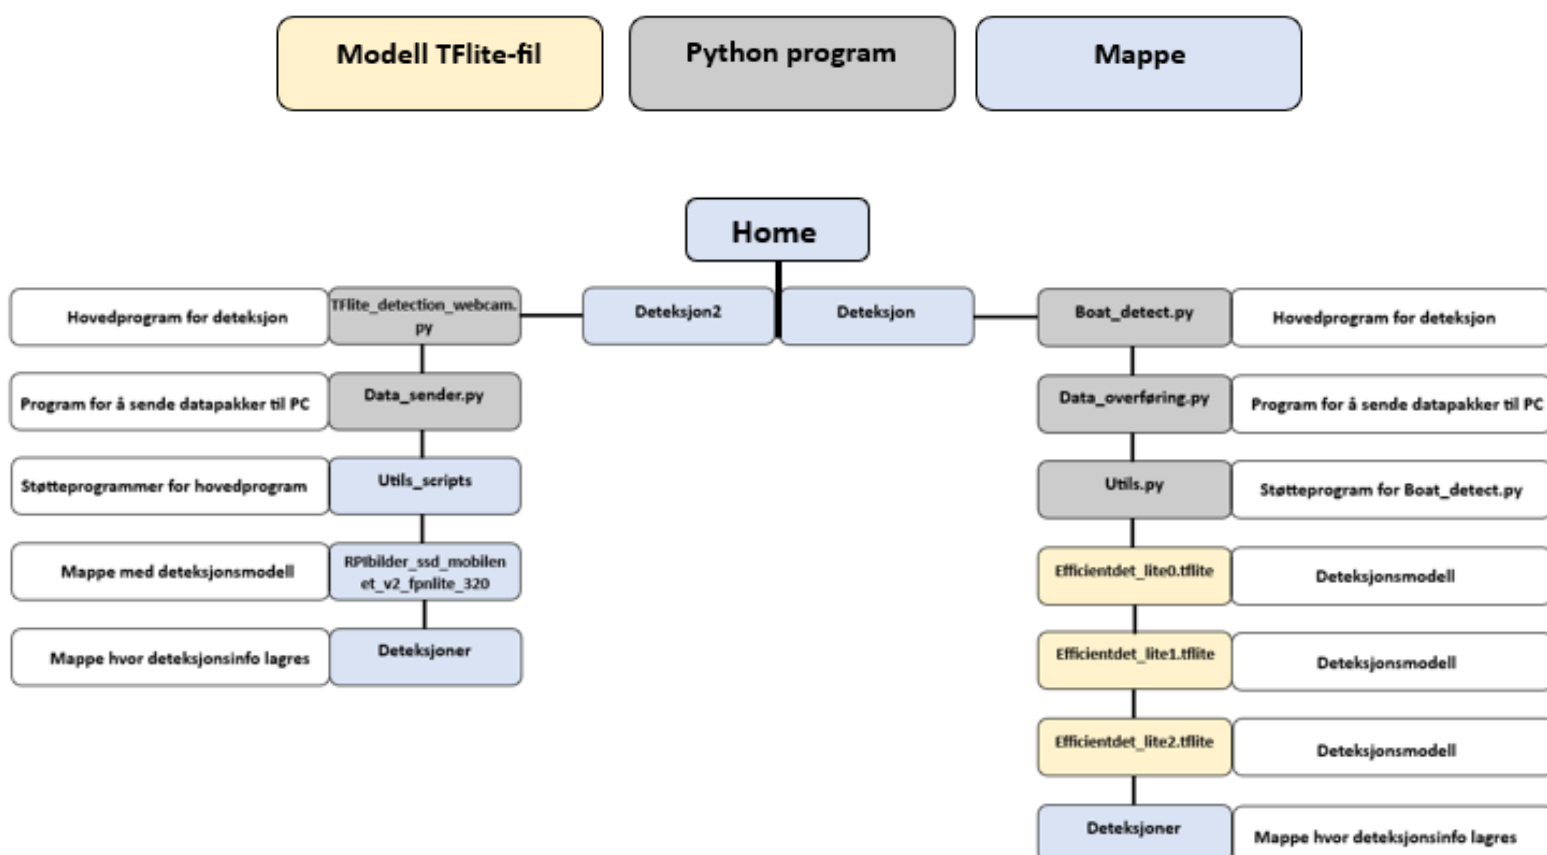 Modell TFlite-fil
Python program
Mappe
Home
Hovedprogram for deteksjon
TFlite_detection_webcam.
py
Deteksjon2
Deteksjon
Boat_detect.py
Hovedprogram for deteksjon
Program for å sende datapakker til PC
Data_sender.py
Data_overføring.py
Program for å sende datapakker til PC
Støtteprogrammer for hovedprogram
Utils_scripts
Utils.py
Støtteprogram for Boat_detect.py
Mappe med deteksjonsmodell
RPIbilder_ssd_mobilen
et_v2_fpnlite_320
Efficientdet_lite0.tflite
Deteksjonsmodell
Mappe hvor deteksjonsinfo lagres
Deteksjoner
Efficientdet_lite1.tflite
Deteksjonsmodell
Efficientdet_lite2.tflite
Deteksjonsmodell
Deteksjoner
Mappe hvor deteksjonsinfo lagres